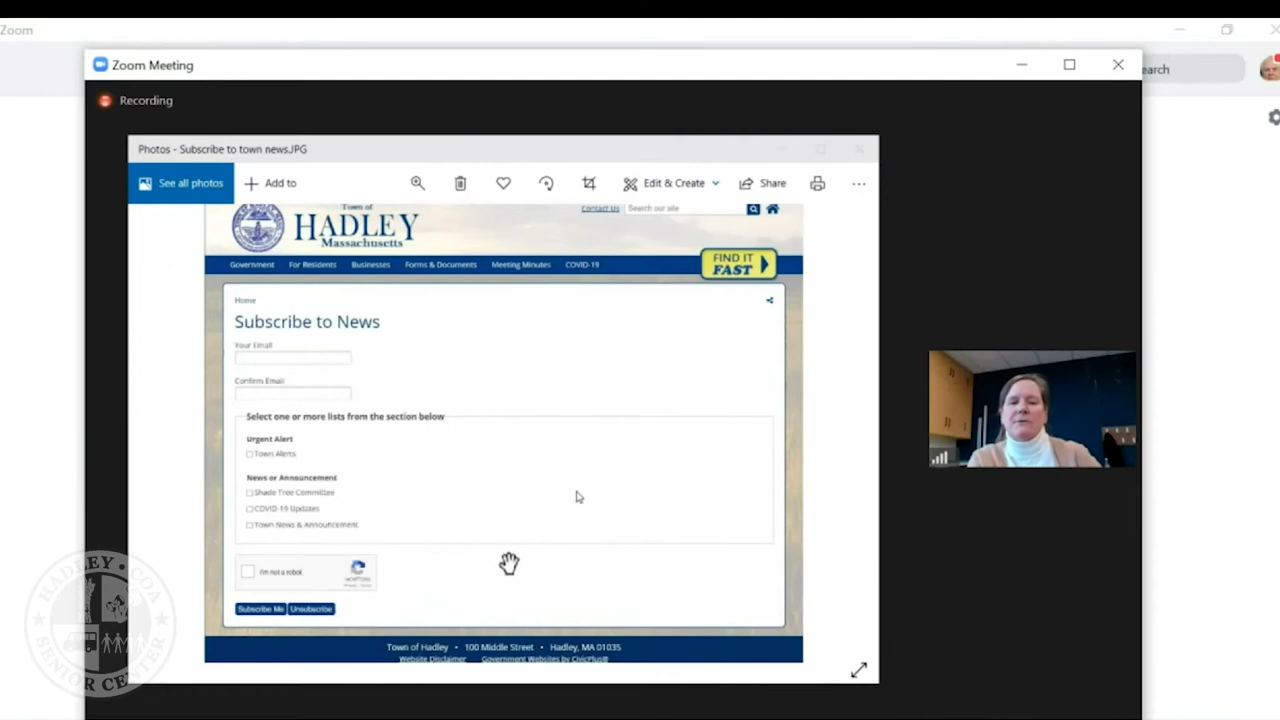 Zoom
Zoom Meeting
earch
Recording
Photos - Subscribe to town news.JPG
See all photos
Add to
Edit & Create
Share
Town of
HADLEY
Massachusetts
Contact Us
Search our site
Government
For Residents
Businesses
Forms & Documents
Meeting Minutes
COVID-19
FIND IT
FAST
Home
Subscribe to News
Your Email
Confirm Email
Select one or more lists from the section below
Urgent Alert
Town Alerts
News or Announcement
Shade Tree Committee
COVID-19 Updates
Town News & Announcement
I'm not a robot
reCAPTCHA
Privacy - Terms
Subscribe Me
Unsubscribe
Town of Hadley • 100 Middle Street • Hadley, MA 01035
Website Disclaimer
Government Websites by CivicPlus®
HADLEY COA
SENIOR CENTER